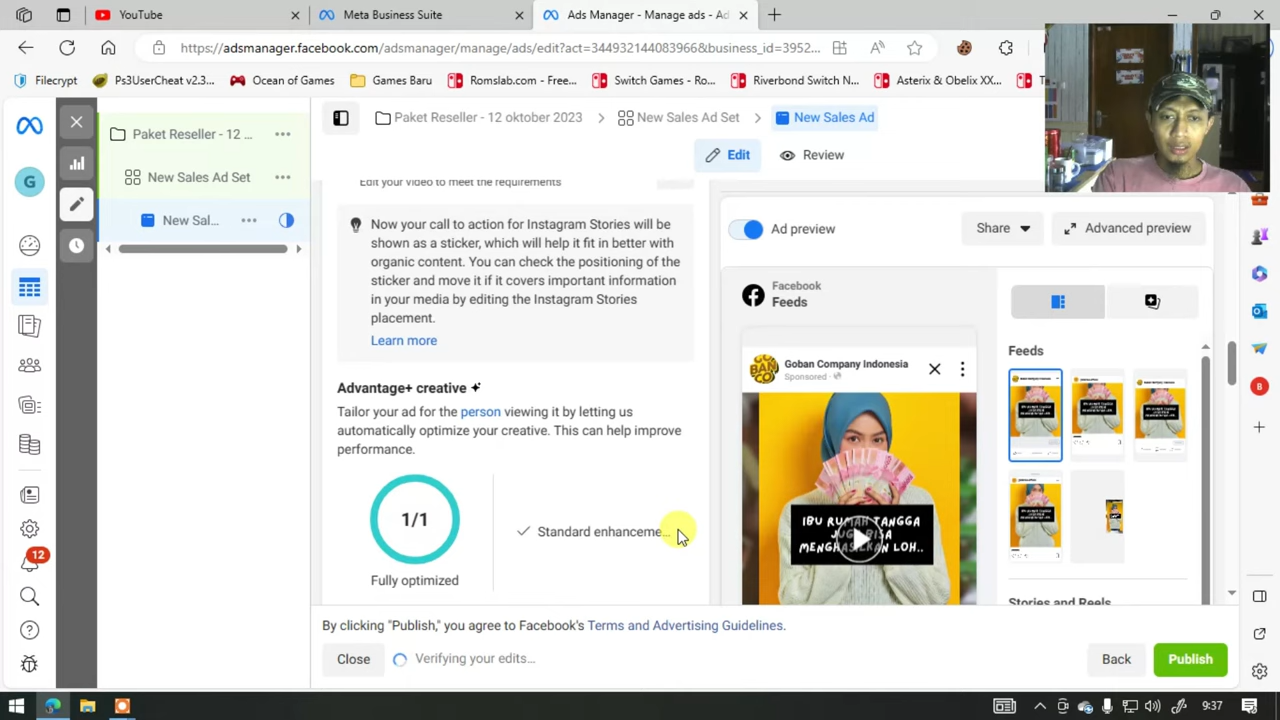 YouTube
Meta Business Suite
Ads Manager - Manage ads - Ad
https://adsmanager.facebook.com/adsmanager/manage/ads/edit?act=344932144083966&business_id=3952...
Filecrypt
Ps3UserCheat v2.3...
Ocean of Games
Games Baru
Romslab.com - Free...
Switch Games - Ro...
Riverbond Switch N...
Asterix & Obelix XX...
Paket Reseller - 12 ...
New Sales Ad Set
New Sal...
G
12
Paket Reseller - 12 oktober 2023
New Sales Ad Set
New Sales Ad
Edit
Review
Edit your video to meet the requirements
Now your call to action for Instagram Stories will be
shown as a sticker, which will help it fit in better with
organic content. You can check the positioning of the
sticker and move it if it covers important information
in your media by editing the Instagram Stories
placement.
Learn more
Advantage+ creative
Tailor your ad for the person viewing it by letting us
automatically optimize your creative. This can help improve
performance.
1/1
Fully optimized
Standard enhanceme...
Ad preview
Share
Advanced preview
Facebook
Feeds
Goban Company Indonesia
Sponsored ·
IBU RUMAH TANGGA
JUGA BISA
MENGHASILKAN LOH..
Feeds
Stories and Reels
B
By clicking "Publish," you agree to Facebook's Terms and Advertising Guidelines.
Close
Verifying your edits...
Back
Publish
9:37